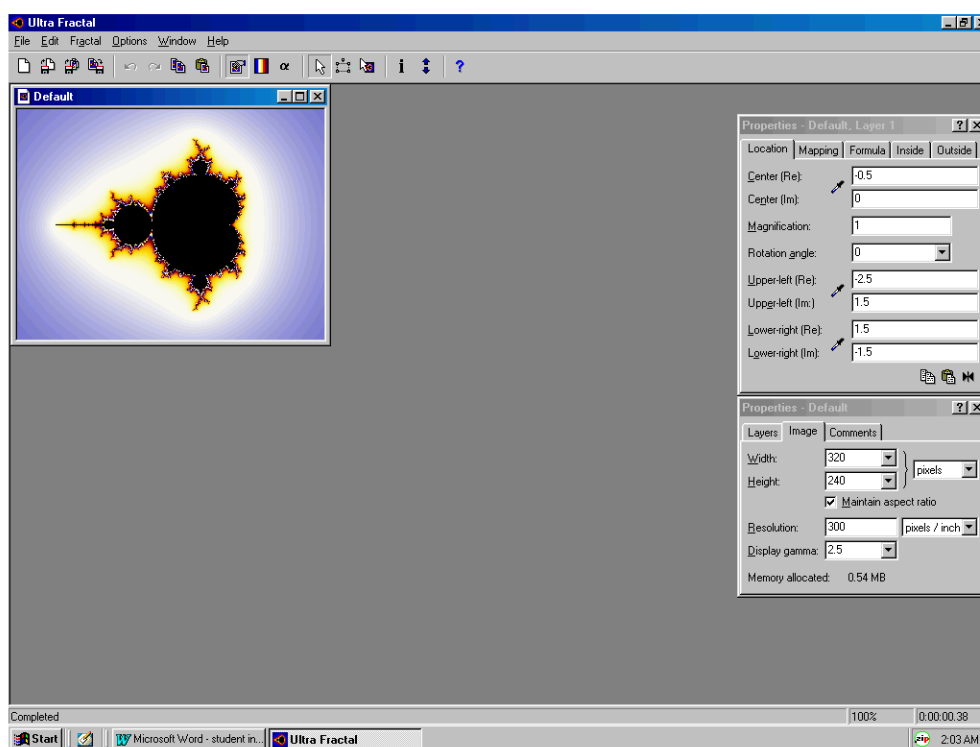 Ultra Fractal
File Edit Fractal Options Window Help
α i ?
Default
Properties - Default, Layer 1
Location Mapping Formula Inside Outside
Center (Re): -0.5
Center (Im): 0
Magnification: 1
Rotation angle: 0
Upper-left (Re): -2.5
Upper-left (Im:) 1.5
Lower-right (Re): 1.5
Lower-right (Im): -1.5
Properties - Default
Layers Image Comments
Width: 320
pixels
Height: 240
Maintain aspect ratio
Resolution: 300 pixels / inch
Display gamma: 2.5
Memory allocated: 0.54 MB
Completed 100% 0:00:00.38
Start Microsoft Word - student in... Ultra Fractal zip 2:03 AM